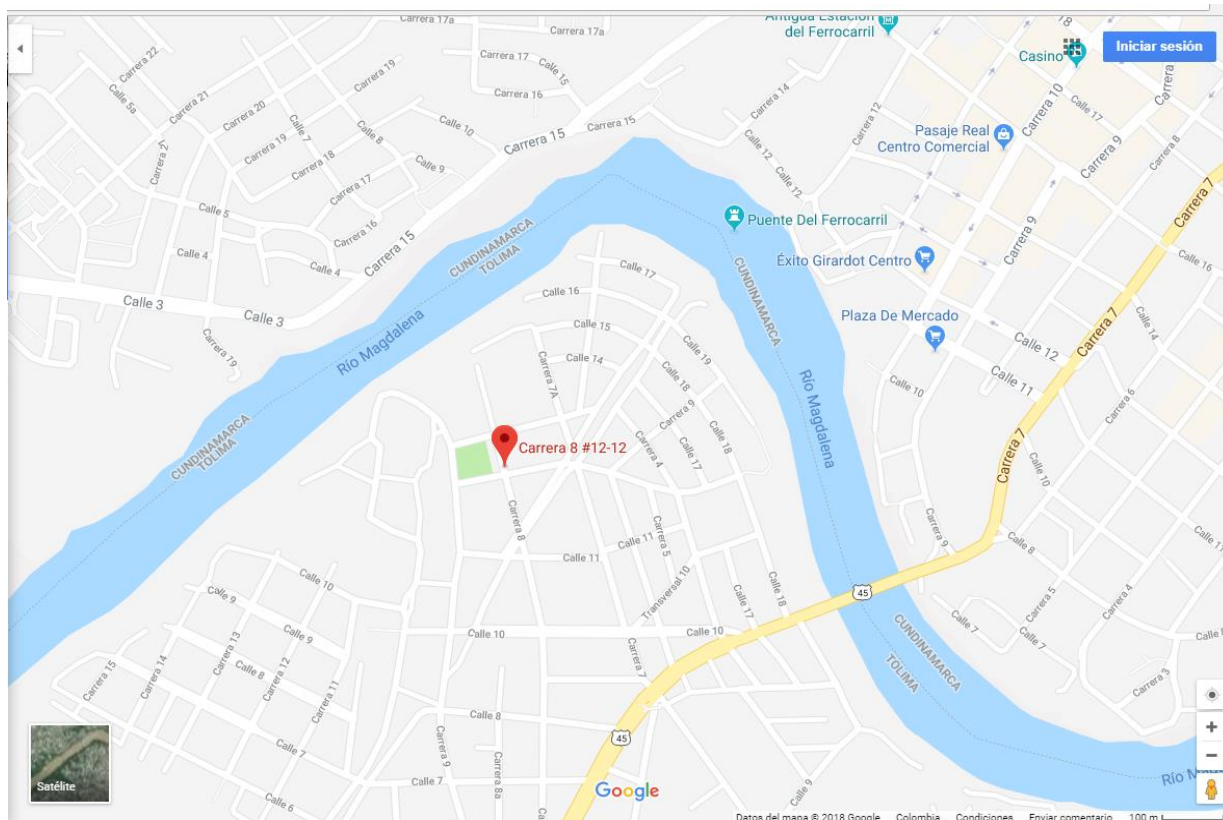 Carrera 17a
Carrera 17a
Antigua Estación
del Ferrocarril
18
Iniciar sesión
Casino
Carrera 22
Calle 5a
Carrera 21
Carrera 20
Carrera 19
Carrera 17
Calle 15
Carrera 16
Carrera 14
Carrera 12
Carrera 10
Calle 17
Carrera 9
Carrera 9
Carrera 8
Pasaje Real
Centro Comercial
Carrera 2
Carrera 19
Calle 7
Carrera 18
Calle 8
Calle 10
Calle 9
Carrera 15
Carrera 15
Calle 12
Calle 12
Carrera 17
Calle 5
Carrera 16
Calle 4
Calle 4
Carrera 15
CUNDINAMARCA
TOLIMA
Puente Del Ferrocarril
Carrera 9
Carrera 7
Calle 16
Éxito Girardot Centro
Calle 17
Calle 16
CUNDINAMARCA
Calle 3
Calle 3
Plaza De Mercado
Carrera 7
Calle 14
Carrera 19
Río Magdalena
Calle 15
Calle 14
Calle 19
Calle 12
Calle 11
Calle 10
Carrera 7A
Calle 18
Carrera 9
Río Magdalena
Carrera 6
CUNDINAMARCA
TOLIMA
Carrera 8 #12-12
Carrera 4
Calle 17
Calle 18
Carrera 7
Calle 10
Carrera 8
Calle 11
Calle 11
Carrera 5
Carrera 9
Calle 8
Calle 11
Calle 10
Calle 9
Transversal 10
Calle 18
Calle 17
45
Carrera 5
Carrera 4
Calle 9
Carrera 13
Calle 10
Calle 10
Carrera 7
CUNDINAMARCA
TOLIMA
Calle 7
Calle 7
Carrera 15
Carrera 14
Calle 8
Carrera 12
Carrera 11
Carrera 3
Calle 8
Calle 7
Carrera 9
45
Satélite
Calle 7
Carrera 8a
Calle 6
Google
Calle 9
Datos del mapa © 2018 Google Colombia Condiciones Enviar comentario 100 m